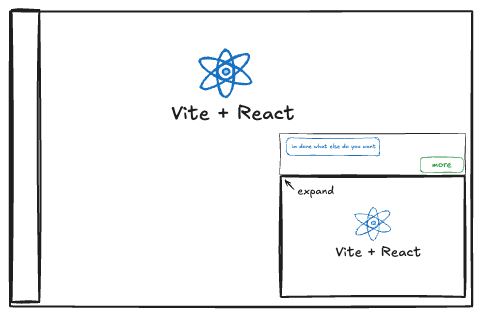 Vite + React
im done what else do you want
more
expand
Vite + React